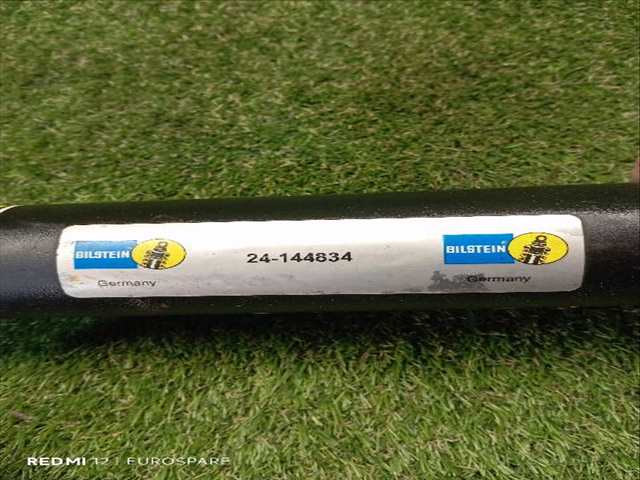 BILSTEIN
Germany
24-144834
BILSTEIN
Germany
REDMI 12 | EUROSPARE